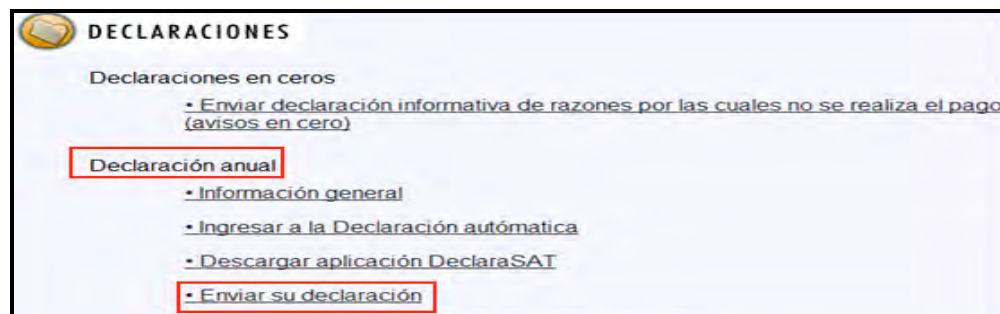 DECLARACIONES
Declaraciones en ceros
• Enviar declaración informativa de razones por las cuales no se realiza el pago
(avisos en cero)
Declaración anual
• Información general
• Ingresar a la Declaración autómatica
• Descargar aplicación DeclaraSAT
• Enviar su declaración